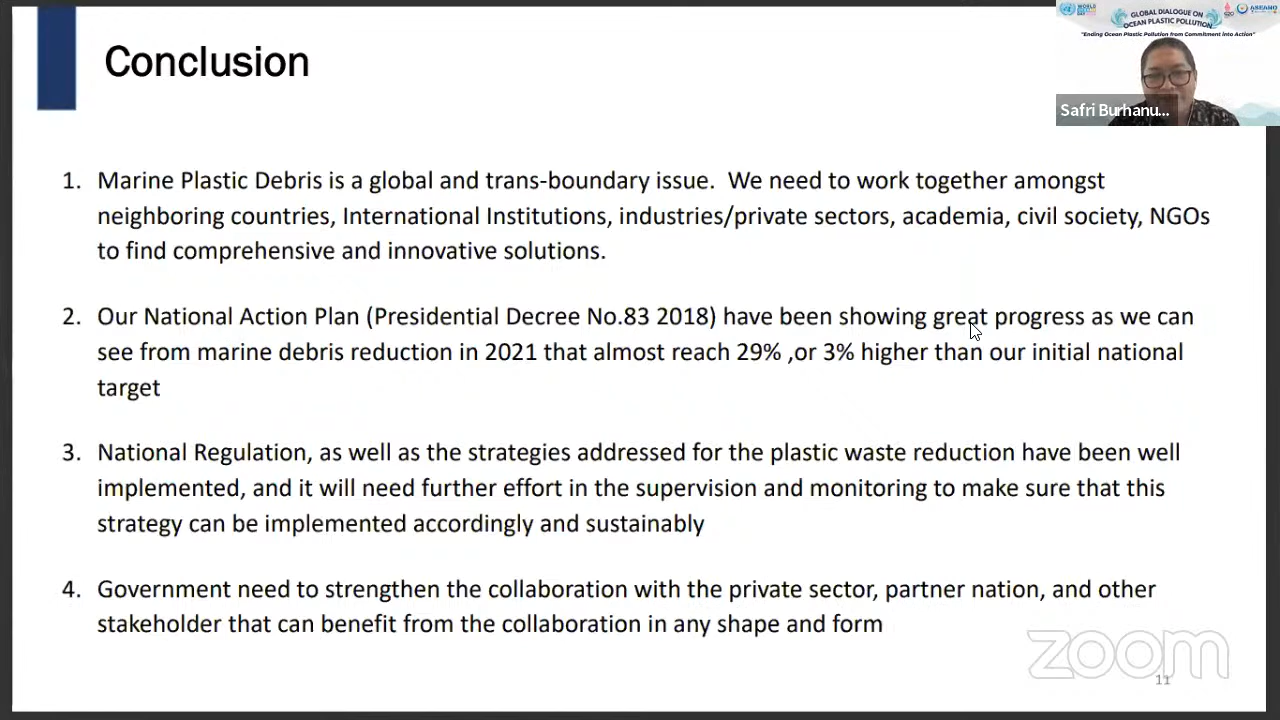 Conclusion
GLOBAL DIALOGUE ON
OCEAN PLASTIC POLLUTION
"Ending Ocean Plastic Pollution from Commitment into Action"
Safri Burhanu...
1. Marine Plastic Debris is a global and trans-boundary issue. We need to work together amongst
neighboring countries, International Institutions, industries/private sectors, academia, civil society, NGOs
to find comprehensive and innovative solutions.
2. Our National Action Plan (Presidential Decree No.83 2018) have been showing great progress as we can
see from marine debris reduction in 2021 that almost reach 29% ,or 3% higher than our initial national
target
3. National Regulation, as well as the strategies addressed for the plastic waste reduction have been well
implemented, and it will need further effort in the supervision and monitoring to make sure that this
strategy can be implemented accordingly and sustainably
4. Government need to strengthen the collaboration with the private sector, partner nation, and other
stakeholder that can benefit from the collaboration in any shape and form
zoom
11